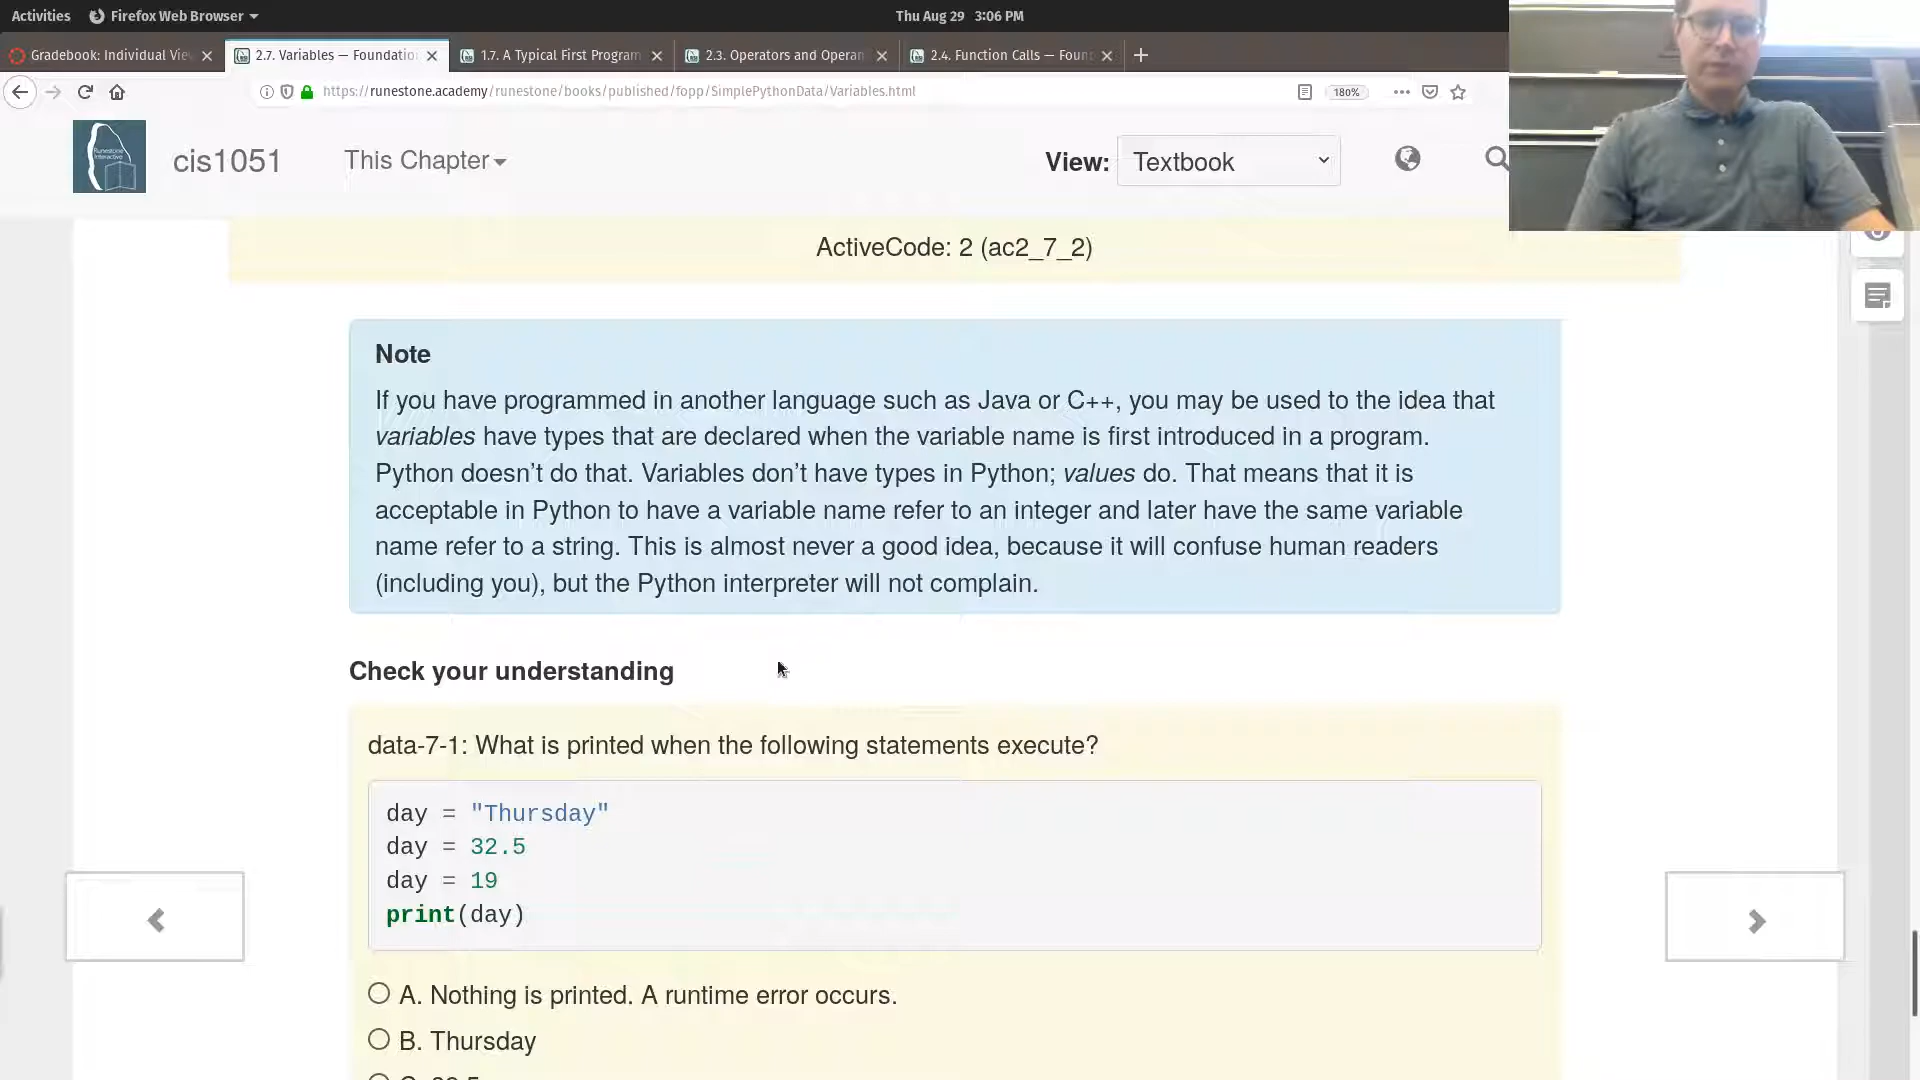 Activities
Firefox Web Browser
Thu Aug 29 3:06 PM
Gradebook: Individual Vie
2.7. Variables — Foundatio
1.7. A Typical First Program
2.3. Operators and Operan
2.4. Function Calls — Foun
https://runestone.academy/runestone/books/published/fopp/SimplePythonData/Variables.html
180%
Runestone
Interactive
cis1051
This Chapter
View:
Textbook
ActiveCode: 2 (ac2_7_2)
Note
If you have programmed in another language such as Java or C++, you may be used to the idea that
variables have types that are declared when the variable name is first introduced in a program.
Python doesn’t do that. Variables don’t have types in Python; values do. That means that it is
acceptable in Python to have a variable name refer to an integer and later have the same variable
name refer to a string. This is almost never a good idea, because it will confuse human readers
(including you), but the Python interpreter will not complain.
Check your understanding
data-7-1: What is printed when the following statements execute?
day = "Thursday"
day = 32.5
day = 19
print(day)
A. Nothing is printed. A runtime error occurs.
B. Thursday